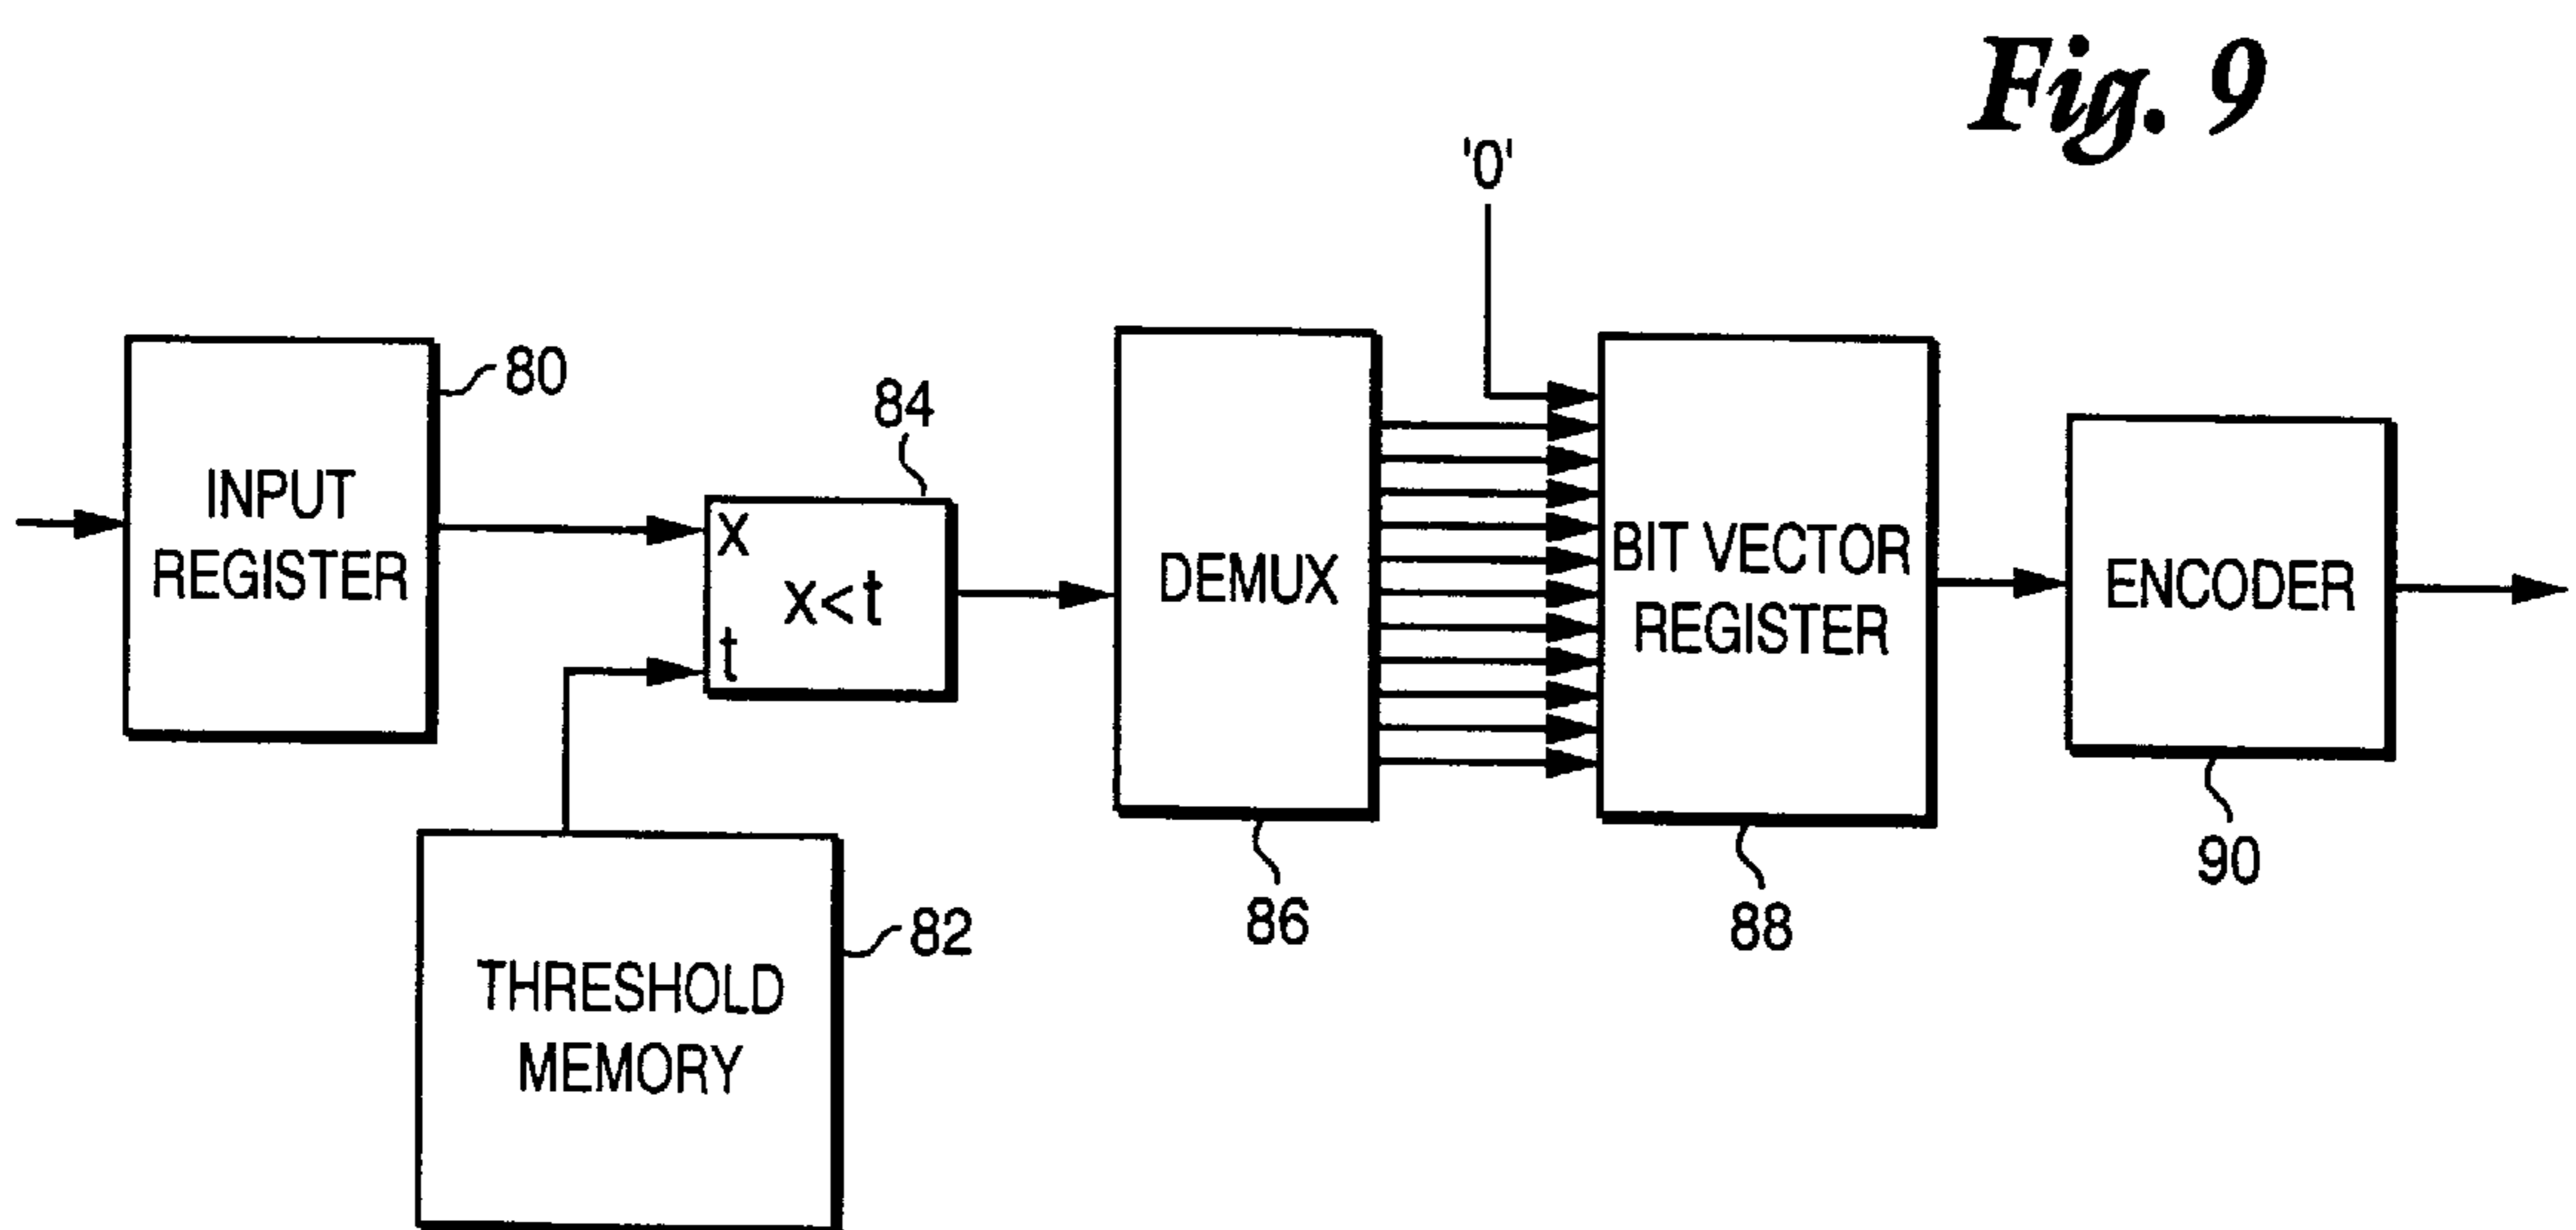 Fig. 9
'0'
80
84
INPUT
REGISTER
x
x<t
t
DEMUX
BIT VECTOR
REGISTER
ENCODER
90
86
88
82
THRESHOLD
MEMORY